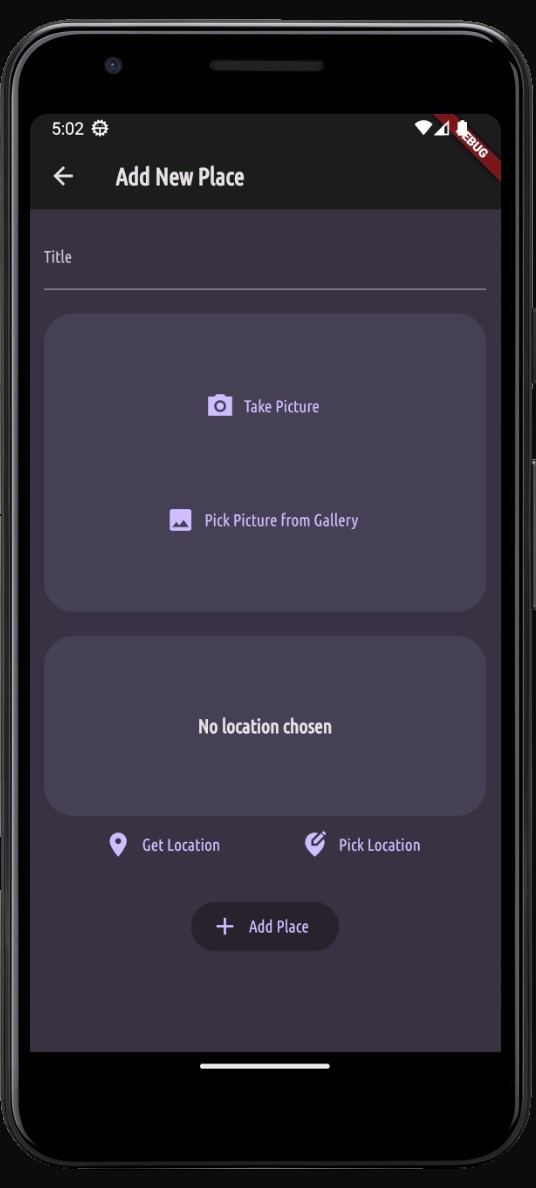 5:02
DEBUG
Add New Place
Title
Take Picture
Pick Picture from Gallery
No location chosen
Get Location
Pick Location
Add Place